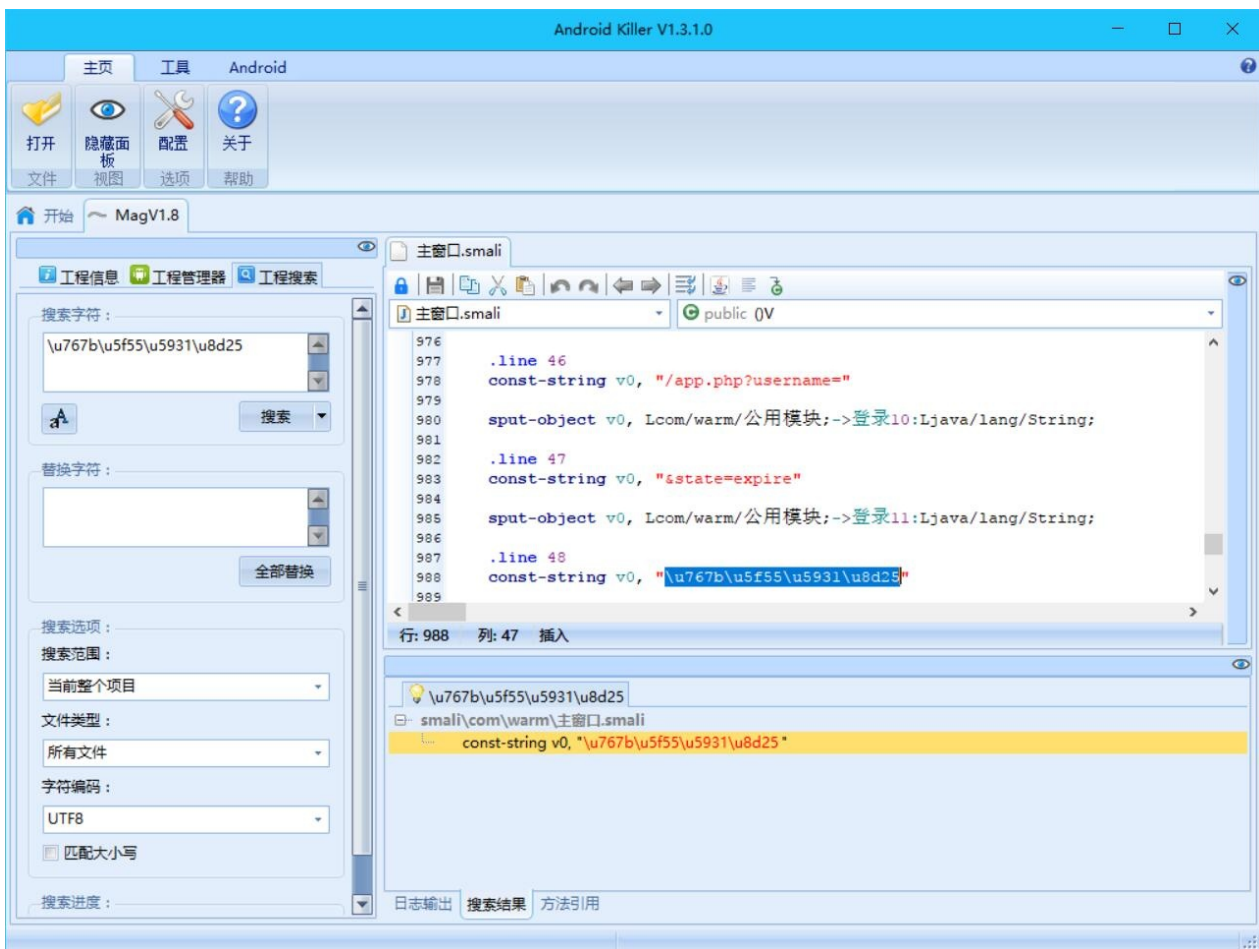 Android Killer V1.3.1.0
主页 工具 Android
打开 隐藏面板 配置 关于
文件 视图 选项 帮助
开始 MagV1.8
工程信息 工程管理器 工程搜索
搜索字符：
\u767b\u5f55\u5931\u8d25
搜索
替换字符：
全部替换
搜索选项：
搜索范围：
当前整个项目
文件类型：
所有文件
字符编码：
UTF8
匹配大小写
搜索进度：
主窗口.smali
主窗口.smali public ()V
976
977 .line 46
978 const-string v0, "/app.php?username="
979
980 sput-object v0, Lcom/warm/公用模块;->登录10:Ljava/lang/String;
981
982 .line 47
983 const-string v0, "&state=expire"
984
985 sput-object v0, Lcom/warm/公用模块;->登录11:Ljava/lang/String;
986
987 .line 48
988 const-string v0, "\u767b\u5f55\u5931\u8d25"
989
行: 988 列: 47 插入
\u767b\u5f55\u5931\u8d25
smali\com\warm\主窗口.smali
const-string v0, "\u767b\u5f55\u5931\u8d25"
日志输出 搜索结果 方法引用